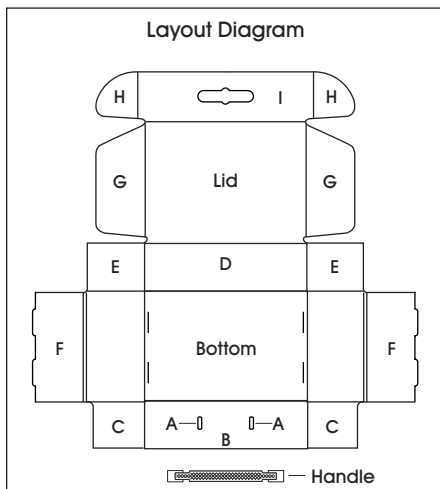 Layout Diagram
H I H
G Lid G
E D E
F Bottom F
C A A C
B
Handle